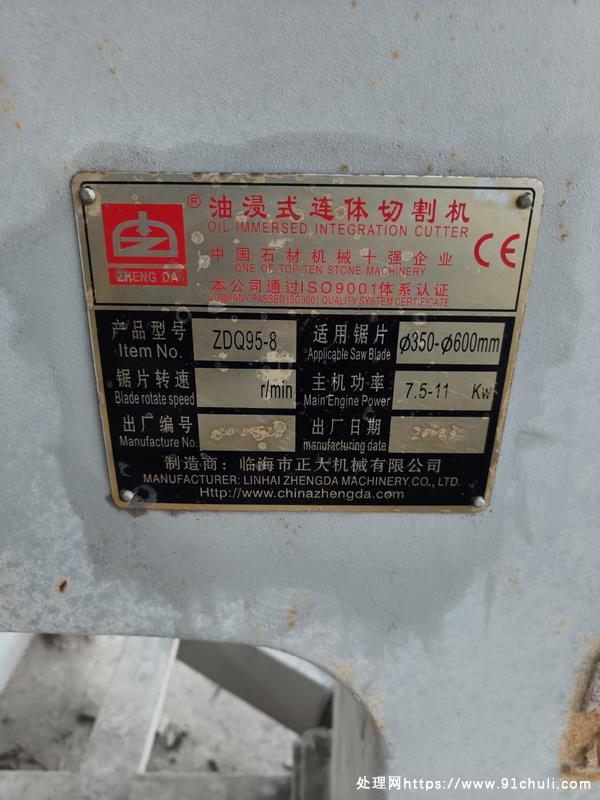 ® 油浸式连体切割机
OIL IMMERSED INTEGRATION CUTTER
中国石材机械十强企业
ONE OF TOP-TEN STONE MACHINERY
本公司通过ISO9001体系认证
COMPANY PASSED ISO9001 QUALITY SYSTEM CERTIFICATE
CE
ZHENG DA
产品型号 ZDQ95-8 适用锯片 ф350-ф600mm
Item No. Applicable Saw Blade
锯片转速 r/min 主机功率 7.5-11 Kw
Blade rotate speed Main Engine Power
出厂编号 出厂日期
Manufacture No: manufacturing date
制造商：临海市正大机械有限公司
MANUFACTURER: LINHAI ZHENGDA MACHINERY CO., LTD.
Http://www.chinazhengda.com
处理网https://www.91chuli.com